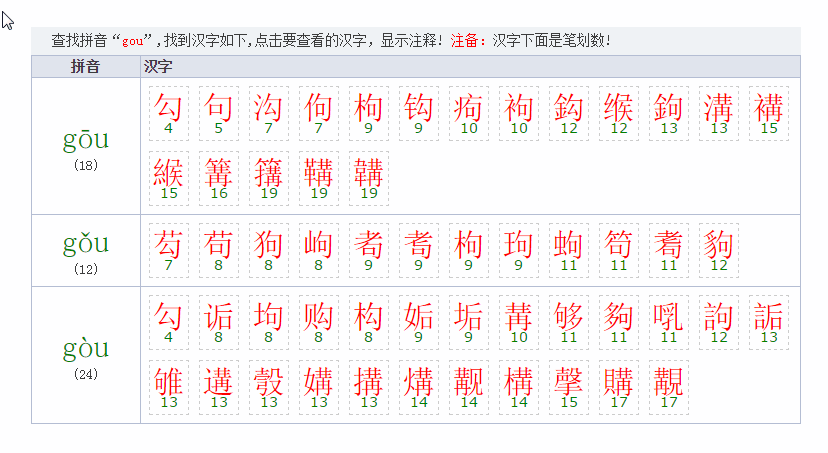 查找拼音“gou”,找到汉字如下,点击要查看的汉字，显示注释！注备：汉字下面是笔划数!
拼音 汉字
gōu
(18)
勾 句 沟 佝 枸 钩 痀 袧 鈎 缑 鉤 溝 褠
4 5 7 7 9 9 10 10 12 12 13 13 15
緱 篝 簼 鞲 韝
15 16 19 19 19
gǒu
(12)
芶 苟 狗 岣 耇 耈 枸 玽 蚼 笱 耉 豿
7 8 8 8 9 9 9 9 11 11 11 12
gòu
(24)
勾 诟 坸 购 构 姤 垢 冓 够 夠 㖃 訽 詬
4 8 8 8 8 9 9 10 11 11 11 12 13
雊 遘 彀 媾 搆 煹 觏 構 撀 購 覯
13 13 13 13 13 14 14 14 15 17 17